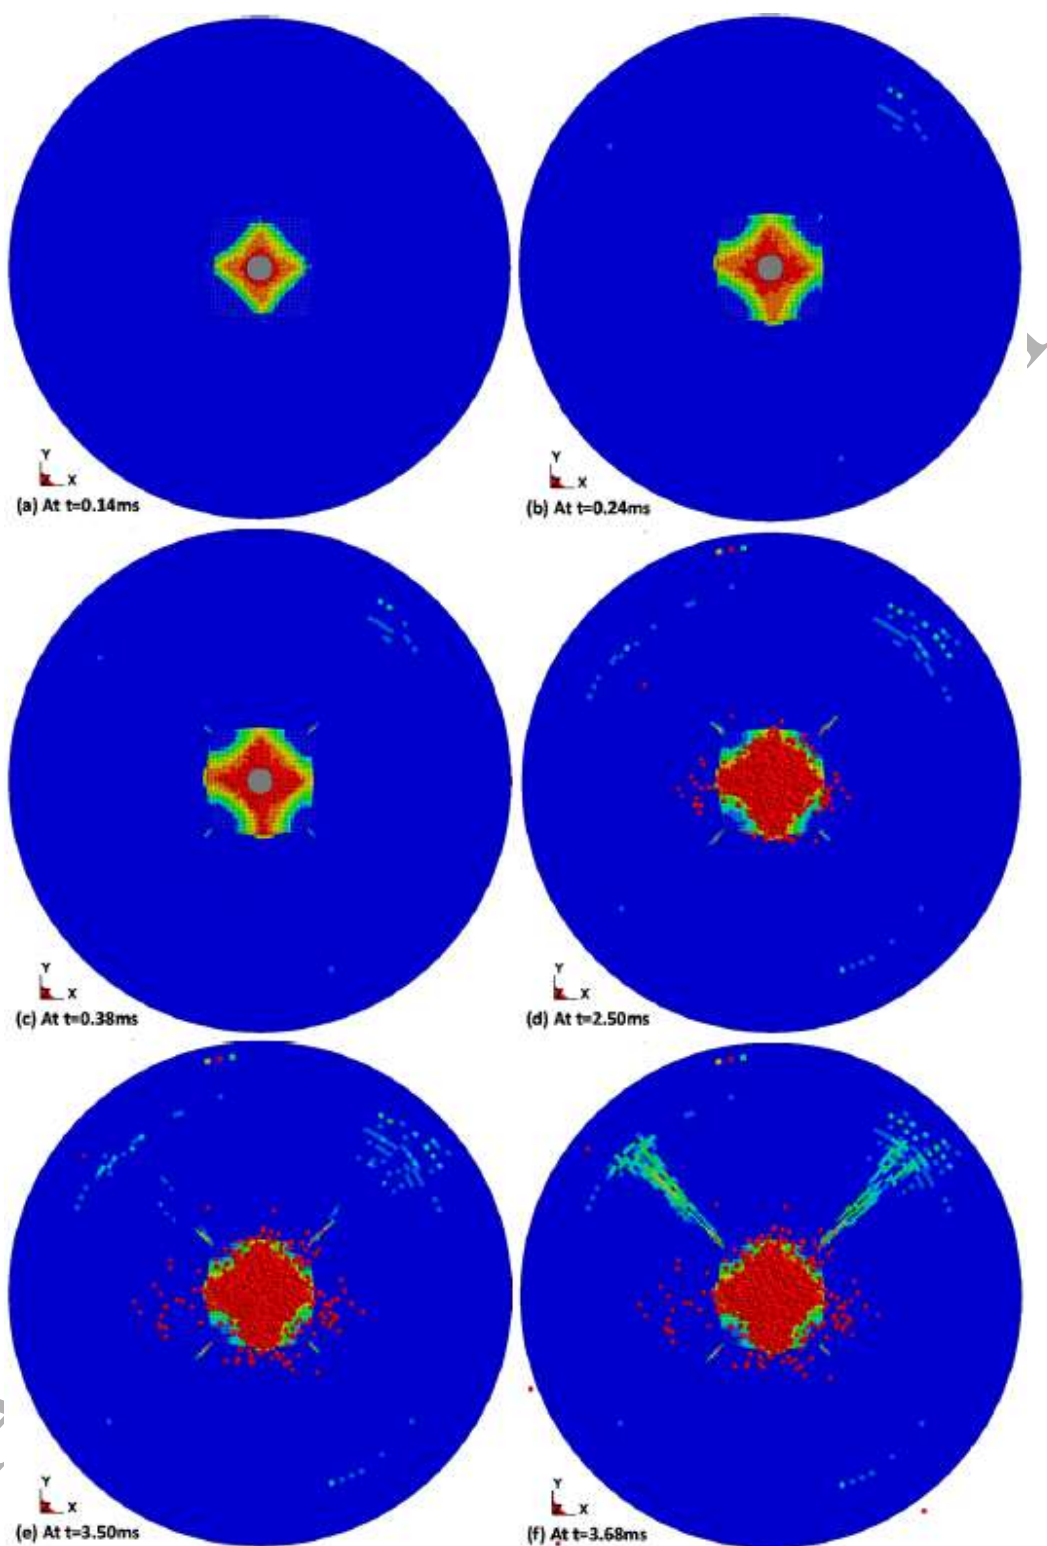 Y
X
(a) At t=0.14ms
Y
X
(b) At t=0.24ms
Y
X
(c) At t=0.38ms
Y
X
(d) At t=2.50ms
Y
X
(e) At t=3.50ms
Y
X
(f) At t=3.68ms